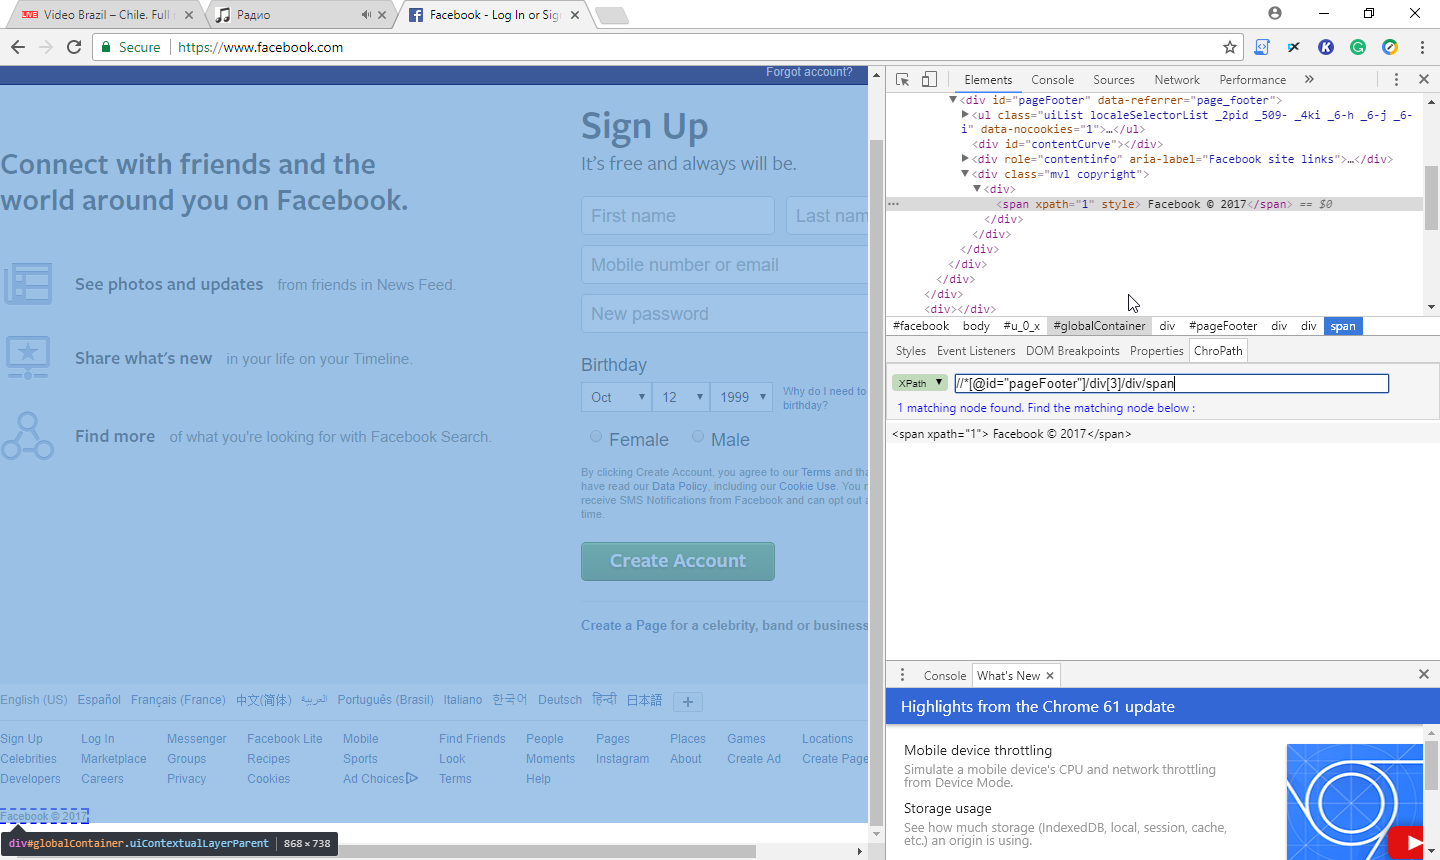 LIVE Video Brazil – Chile. Full
Радио
Facebook - Log In or Sig
Secure
https://www.facebook.com
Forgot account?
Connect with friends and the
world around you on Facebook.
See photos and updates from friends in News Feed.
Share what's new in your life on your Timeline.
Find more of what you're looking for with Facebook Search.
Sign Up
It's free and always will be.
First name
Last nam
Mobile number or email
New password
Birthday
Oct 12 1999
Why do I need to
birthday?
Female Male
By clicking Create Account, you agree to our Terms and tha
have read our Data Policy, including our Cookie Use. You
receive SMS Notifications from Facebook and can opt out a
time.
Create Account
Create a Page for a celebrity, band or business
English (US) Español Français (France) 中文(简体) العربية Português (Brasil) Italiano 한국어 Deutsch हिन्दी 日本語 +
Sign Up Log In Messenger Facebook Lite Mobile Find Friends People Pages Places Games Locations
Celebrities Marketplace Groups Recipes Sports Look Moments Instagram About Create Ad Create Page
Developers Careers Privacy Cookies Ad Choices Terms Help
Facebook © 2017
div#globalContainer.uiContextualLayerParent 868 × 738
Elements Console Sources Network Performance »
<div id="pageFooter" data-referrer="page_footer">
<ul class="uiList localeSelectorList _2pid _509- _4ki _6-h _6-j _6-
i" data-nocookies="1">…</ul>
<div id="contentCurve"></div>
<div role="contentinfo" aria-label="Facebook site links">…</div>
<div class="mvl copyright">
<div>
<span xpath="1" style> Facebook © 2017</span> == $0
</div>
</div>
</div>
</div>
</div>
</div>
<div></div>
#facebook body #u_0_x #globalContainer div #pageFooter div div span
Styles Event Listeners DOM Breakpoints Properties ChroPath
XPath ▼ //*[@id="pageFooter"]/div[3]/div/span
1 matching node found. Find the matching node below :
<span xpath="1"> Facebook © 2017</span>
Console What's New ×
Highlights from the Chrome 61 update
Mobile device throttling
Simulate a mobile device's CPU and network throttling
from Device Mode.
Storage usage
See how much storage (IndexedDB, local, session, cache,
etc.) an origin is using.